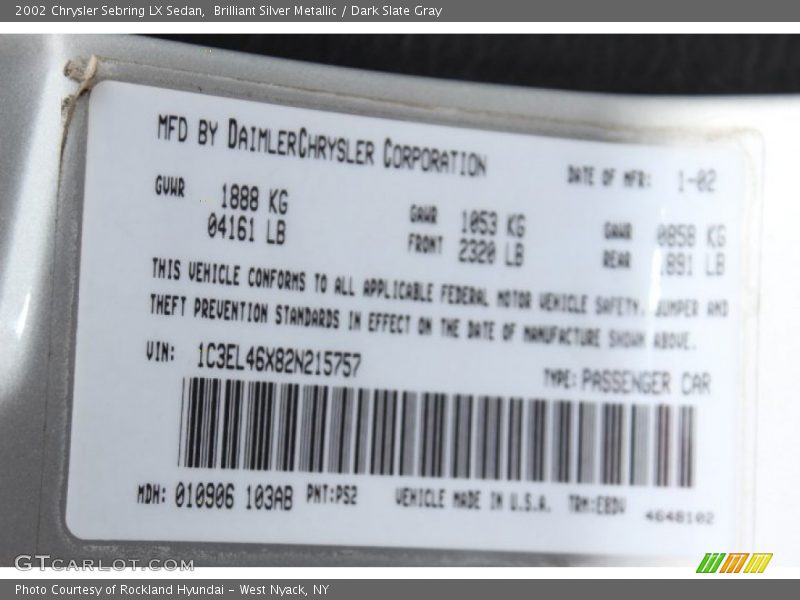 2002 Chrysler Sebring LX Sedan,  Brilliant Silver Metallic / Dark Slate Gray
MFD BY DAIMLERCHRYSLER CORPORATION
DATE OF MFR: 1-02
GVWR 1888 KG
04161 LB
GAWR 1053 KG
FRONT 2320 LB
GAWR 0858 KG
REAR 1891 LB
THIS VEHICLE CONFORMS TO ALL APPLICABLE FEDERAL MOTOR VEHICLE SAFETY, BUMPER AND
THEFT PREVENTION STANDARDS IN EFFECT ON THE DATE OF MANUFACTURE SHOWN ABOVE.
VIN: 1C3EL46X82N215757
TYPE: PASSENGER CAR
MDH: 010906 103AB PNT:PS2 VEHICLE MADE IN U.S.A. TRM:EBDV
4648102
GTCARLOT.COM
Photo Courtesy of Rockland Hyundai - West Nyack, NY